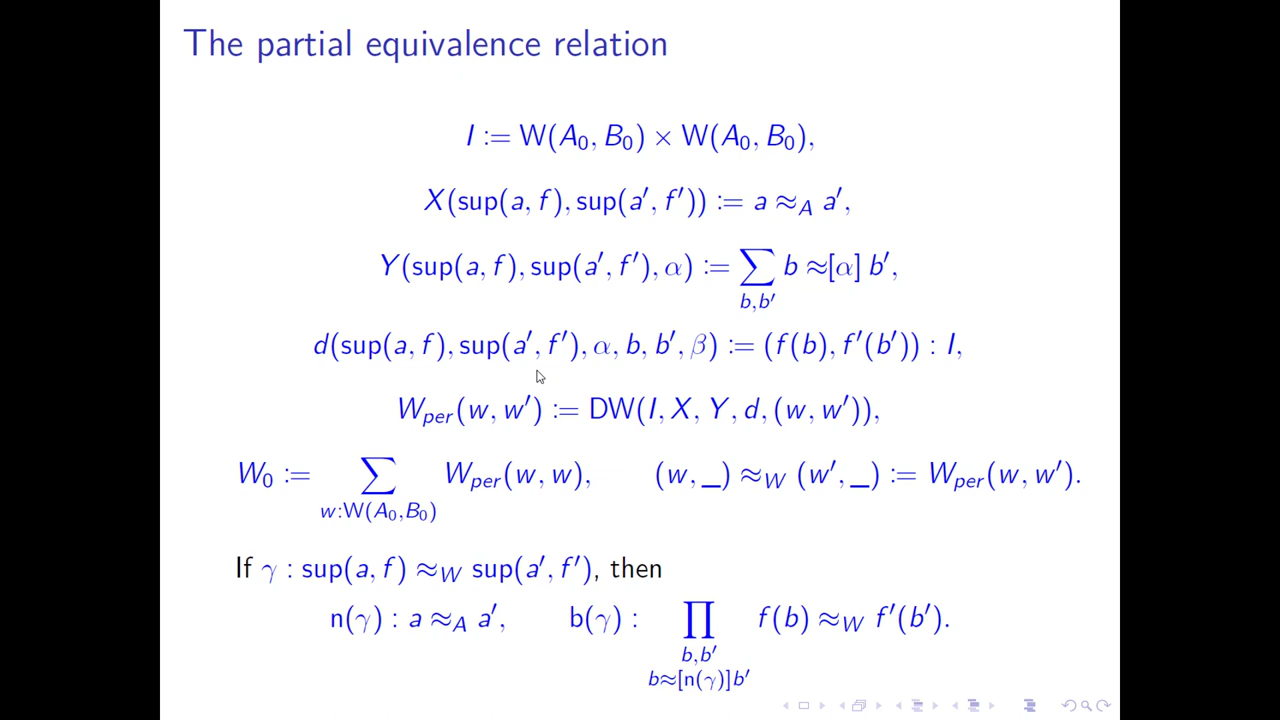 The partial equivalence relation
I := W(A₀, B₀) × W(A₀, B₀),
X(sup(a, f), sup(a′, f′)) := a ≈_A a′,
Y(sup(a, f), sup(a′, f′), α) := ∑_{b,b′} b ≈[α] b′,
d(sup(a, f), sup(a′, f′), α, b, b′, β) := (f(b), f′(b′)) : I,
W_per(w, w′) := DW(I, X, Y, d, (w, w′)),
W₀ := ∑_{w:W(A₀,B₀)} W_per(w, w), (w, _) ≈_W (w′, _) := W_per(w, w′).
If γ : sup(a, f) ≈_W sup(a′, f′), then
n(γ) : a ≈_A a′, b(γ) : ∏_{b,b′ b≈[n(γ)]b′} f(b) ≈_W f′(b′).